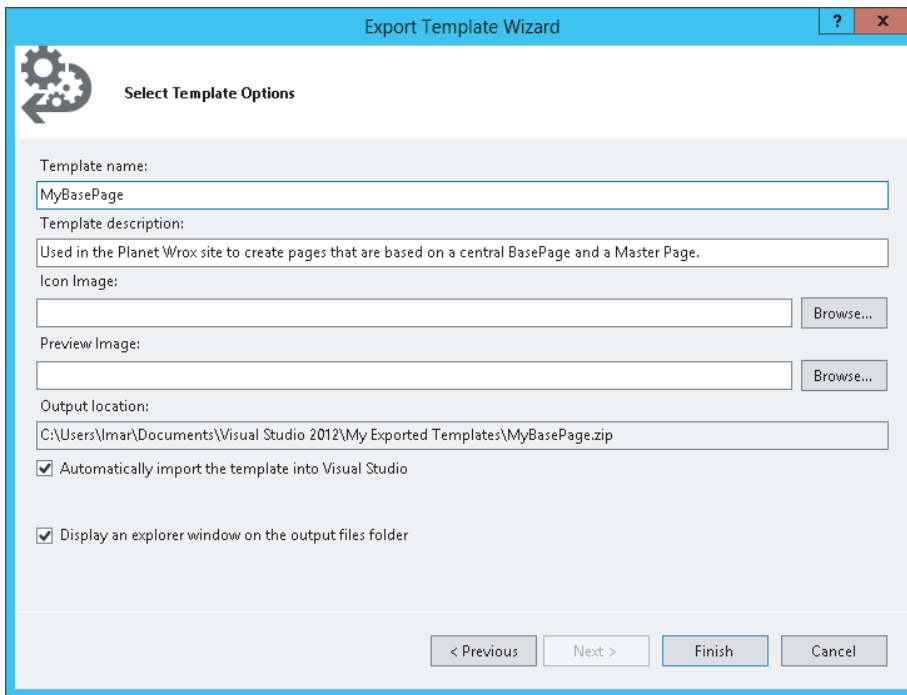 Export Template Wizard
?
x
Select Template Options
Template name:
MyBasePage
Template description:
Used in the Planet Wrox site to create pages that are based on a central BasePage and a Master Page.
Icon Image:
Browse...
Preview Image:
Browse...
Output location:
C:\Users\Imar\Documents\Visual Studio 2012\My Exported Templates\MyBasePage.zip
Automatically import the template into Visual Studio
Display an explorer window on the output files folder
< Previous
Next >
Finish
Cancel